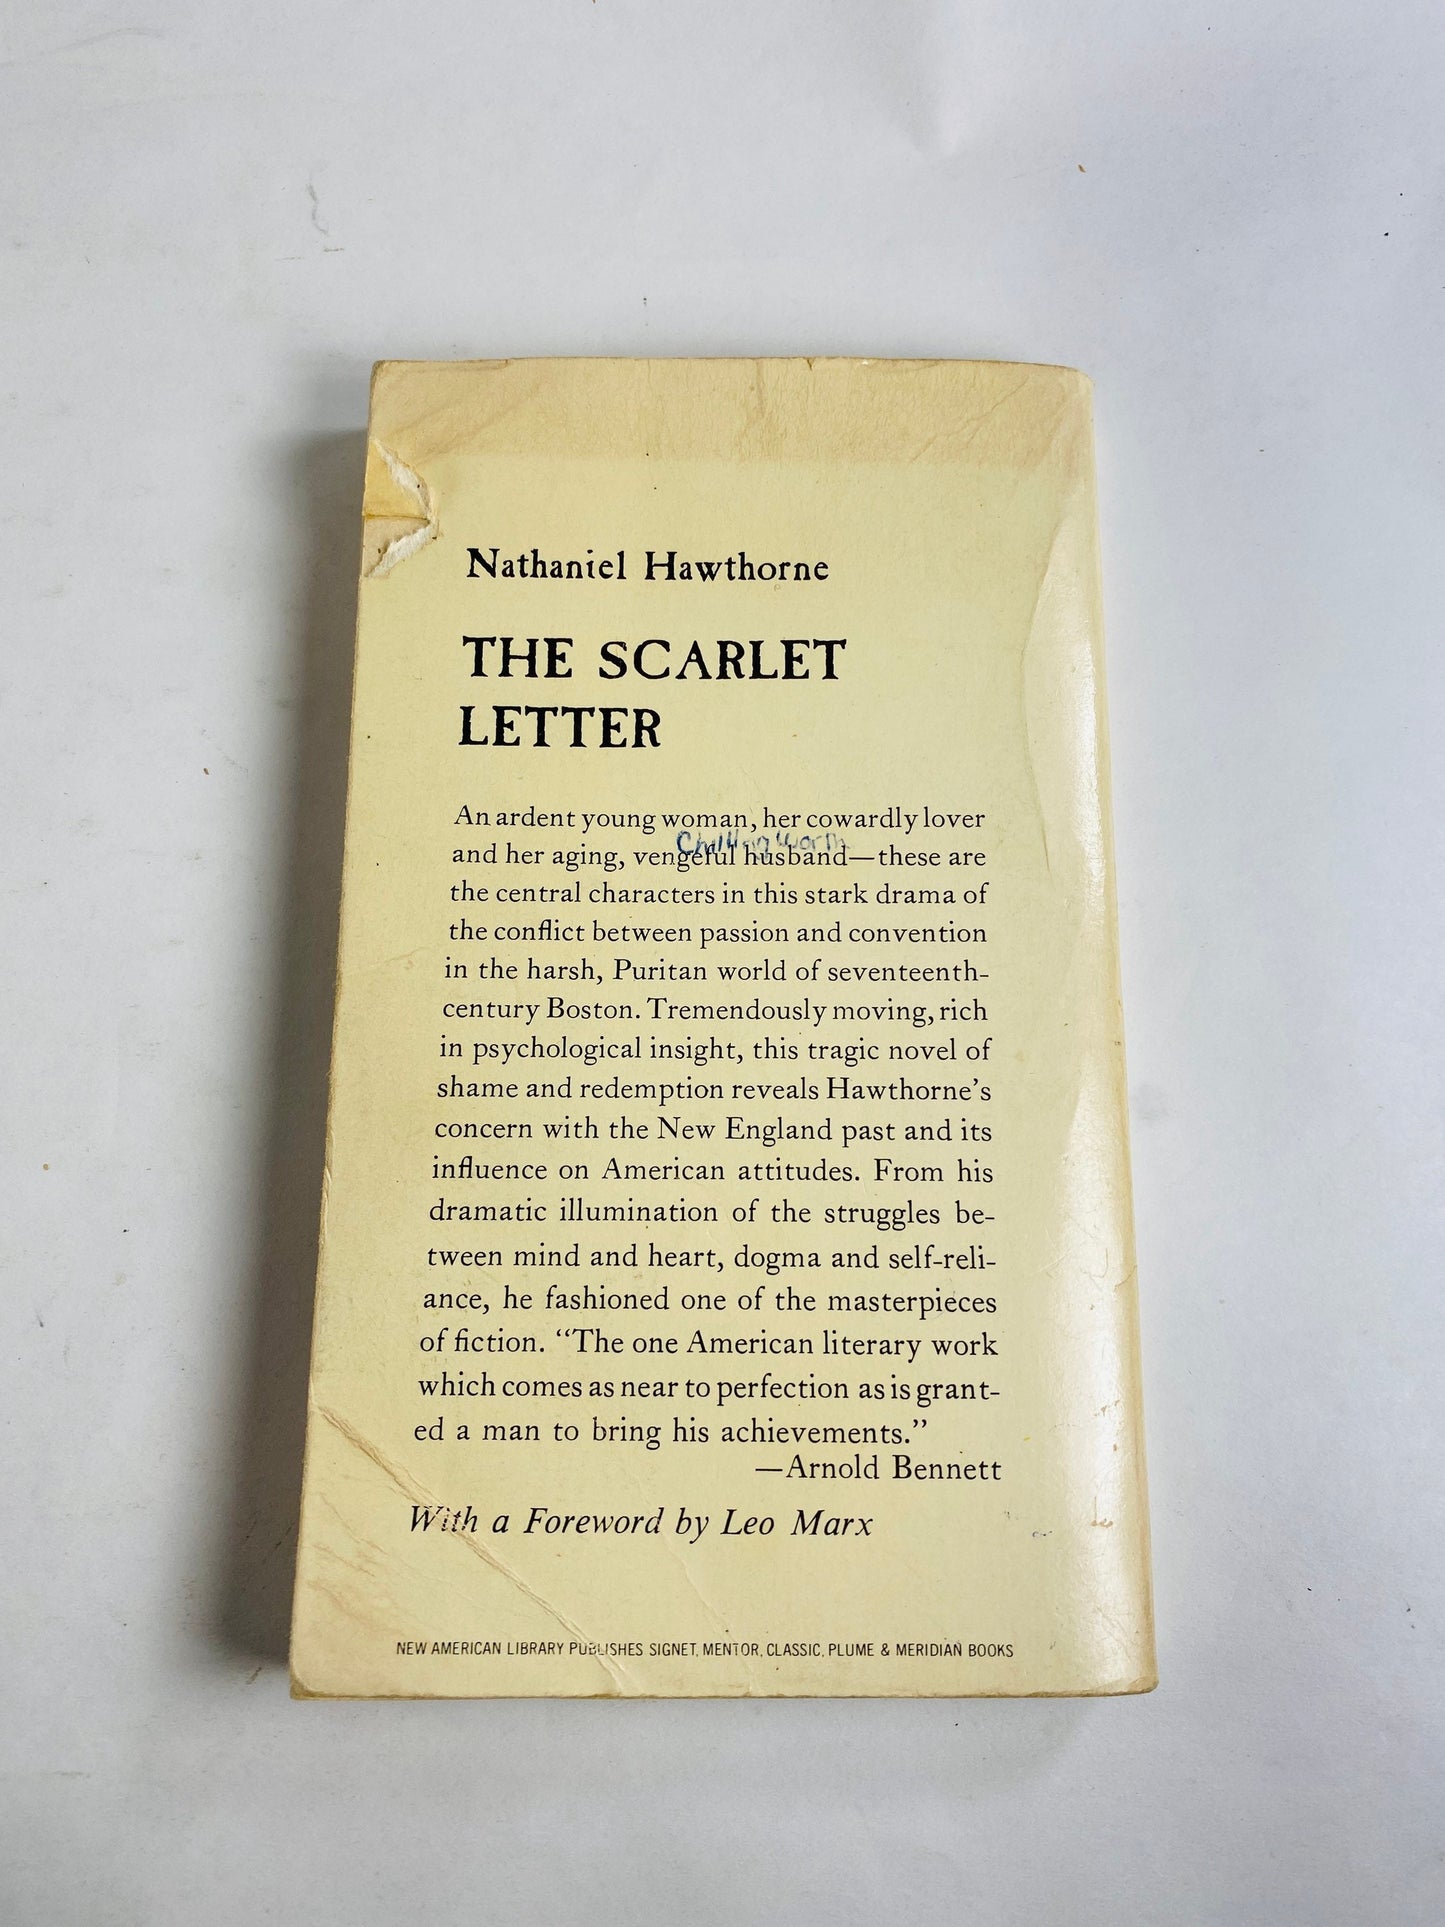 Nathaniel Hawthorne
THE SCARLET
LETTER
An ardent young woman, her cowardly lover
Chillingworth
and her aging, vengeful husband—these are
the central characters in this stark drama of
the conflict between passion and convention
in the harsh, Puritan world of seventeenth-
century Boston. Tremendously moving, rich
in psychological insight, this tragic novel of
shame and redemption reveals Hawthorne's
concern with the New England past and its
influence on American attitudes. From his
dramatic illumination of the struggles be-
tween mind and heart, dogma and self-reli-
ance, he fashioned one of the masterpieces
of fiction. “The one American literary work
which comes as near to perfection as is grant-
ed a man to bring his achievements.”
—Arnold Bennett
With a Foreword by Leo Marx
NEW AMERICAN LIBRARY PUBLISHES SIGNET, MENTOR, CLASSIC, PLUME & MERIDIAN BOOKS